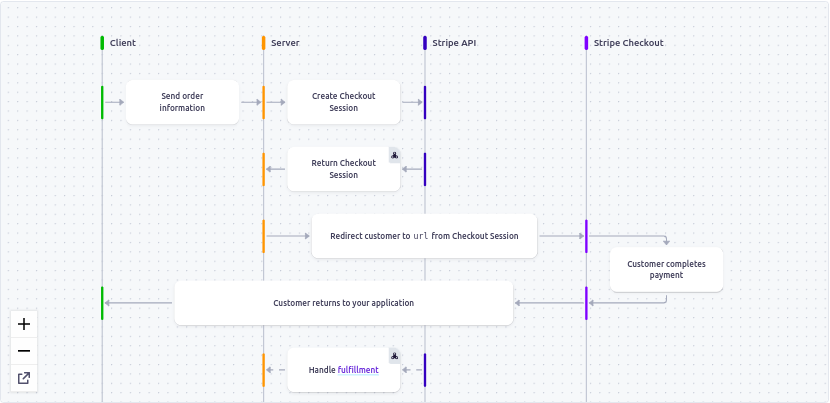 Client
Server
Stripe API
Stripe Checkout
Send order
information
Create Checkout
Session
Return Checkout
Session
Redirect customer to url from Checkout Session
Customer completes
payment
Customer returns to your application
Handle fulfillment